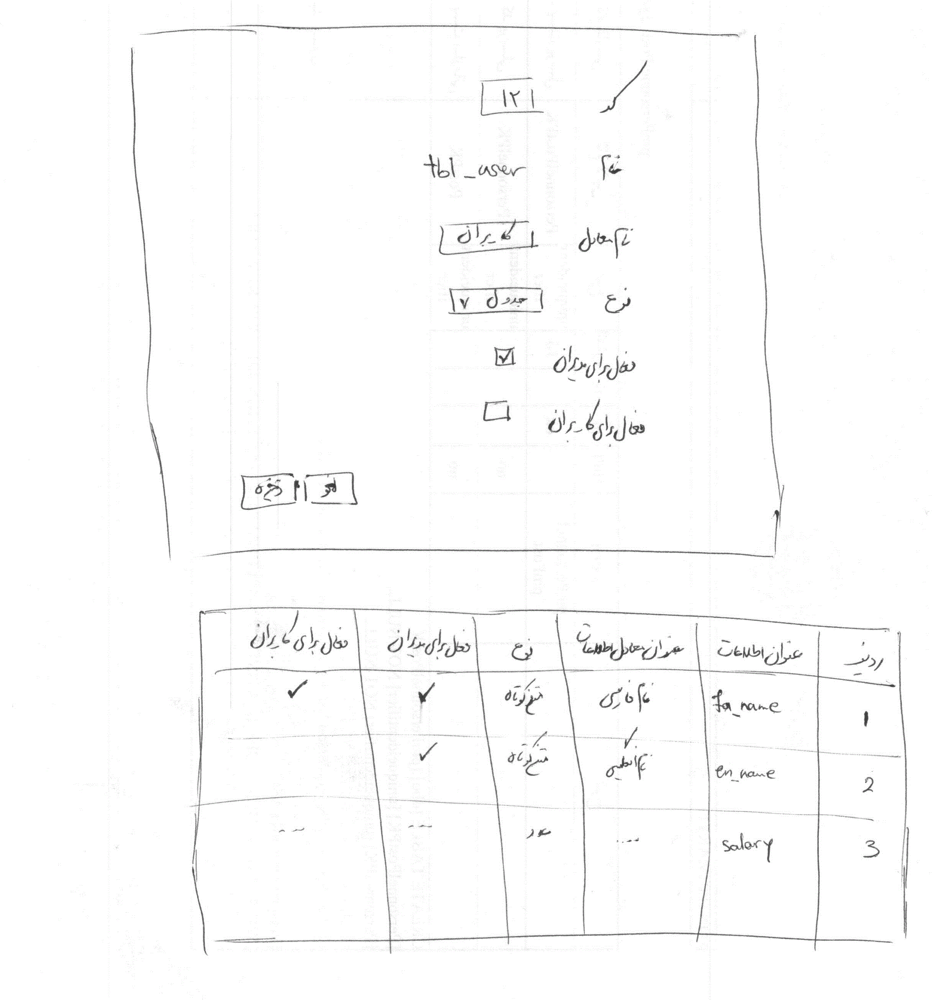 کد ۱۲
نام tbl_user
نام معادل کاربران
نوع جدول
فعال برای مدیران ✓
فعال برای کاربران
لغو ذخیره
ردیف عنوان اطلاعات عنوان معادل اطلاعات نوع فعال برای مدیران فعال برای کاربران
1 fa_name نام فارسی متن کوتاه ✓ ✓
2 en_name نام انگلیسی متن کوتاه ✓
3 salary .... عدد --- ---